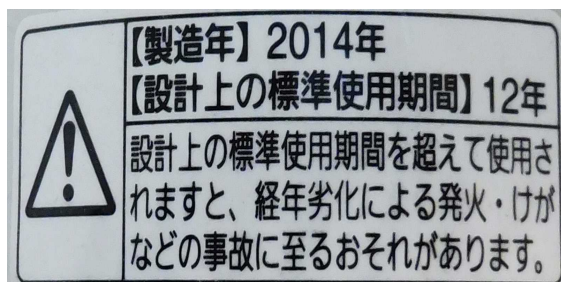 【製造年】2014年
【設計上の標準使用期間】12年
設計上の標準使用期間を超えて使用さ
れますと、経年劣化による発火・けが
などの事故に至るおそれがあります。